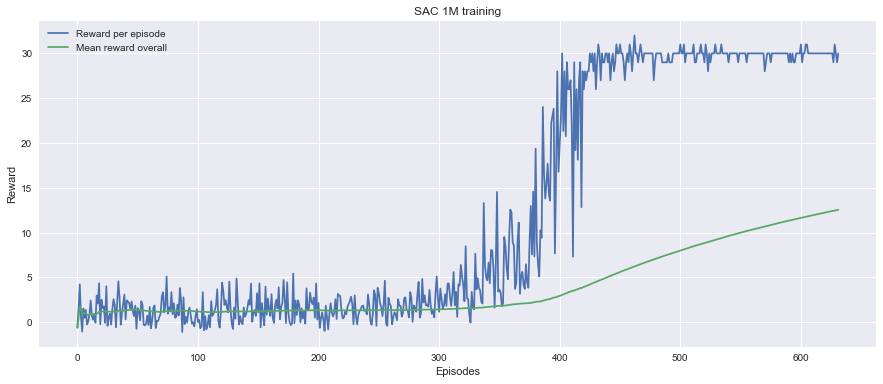 SAC 1M training
Reward per episode
Mean reward overall
Reward
30
25
20
15
10
5
0
0 100 200 300 400 500 600
Episodes